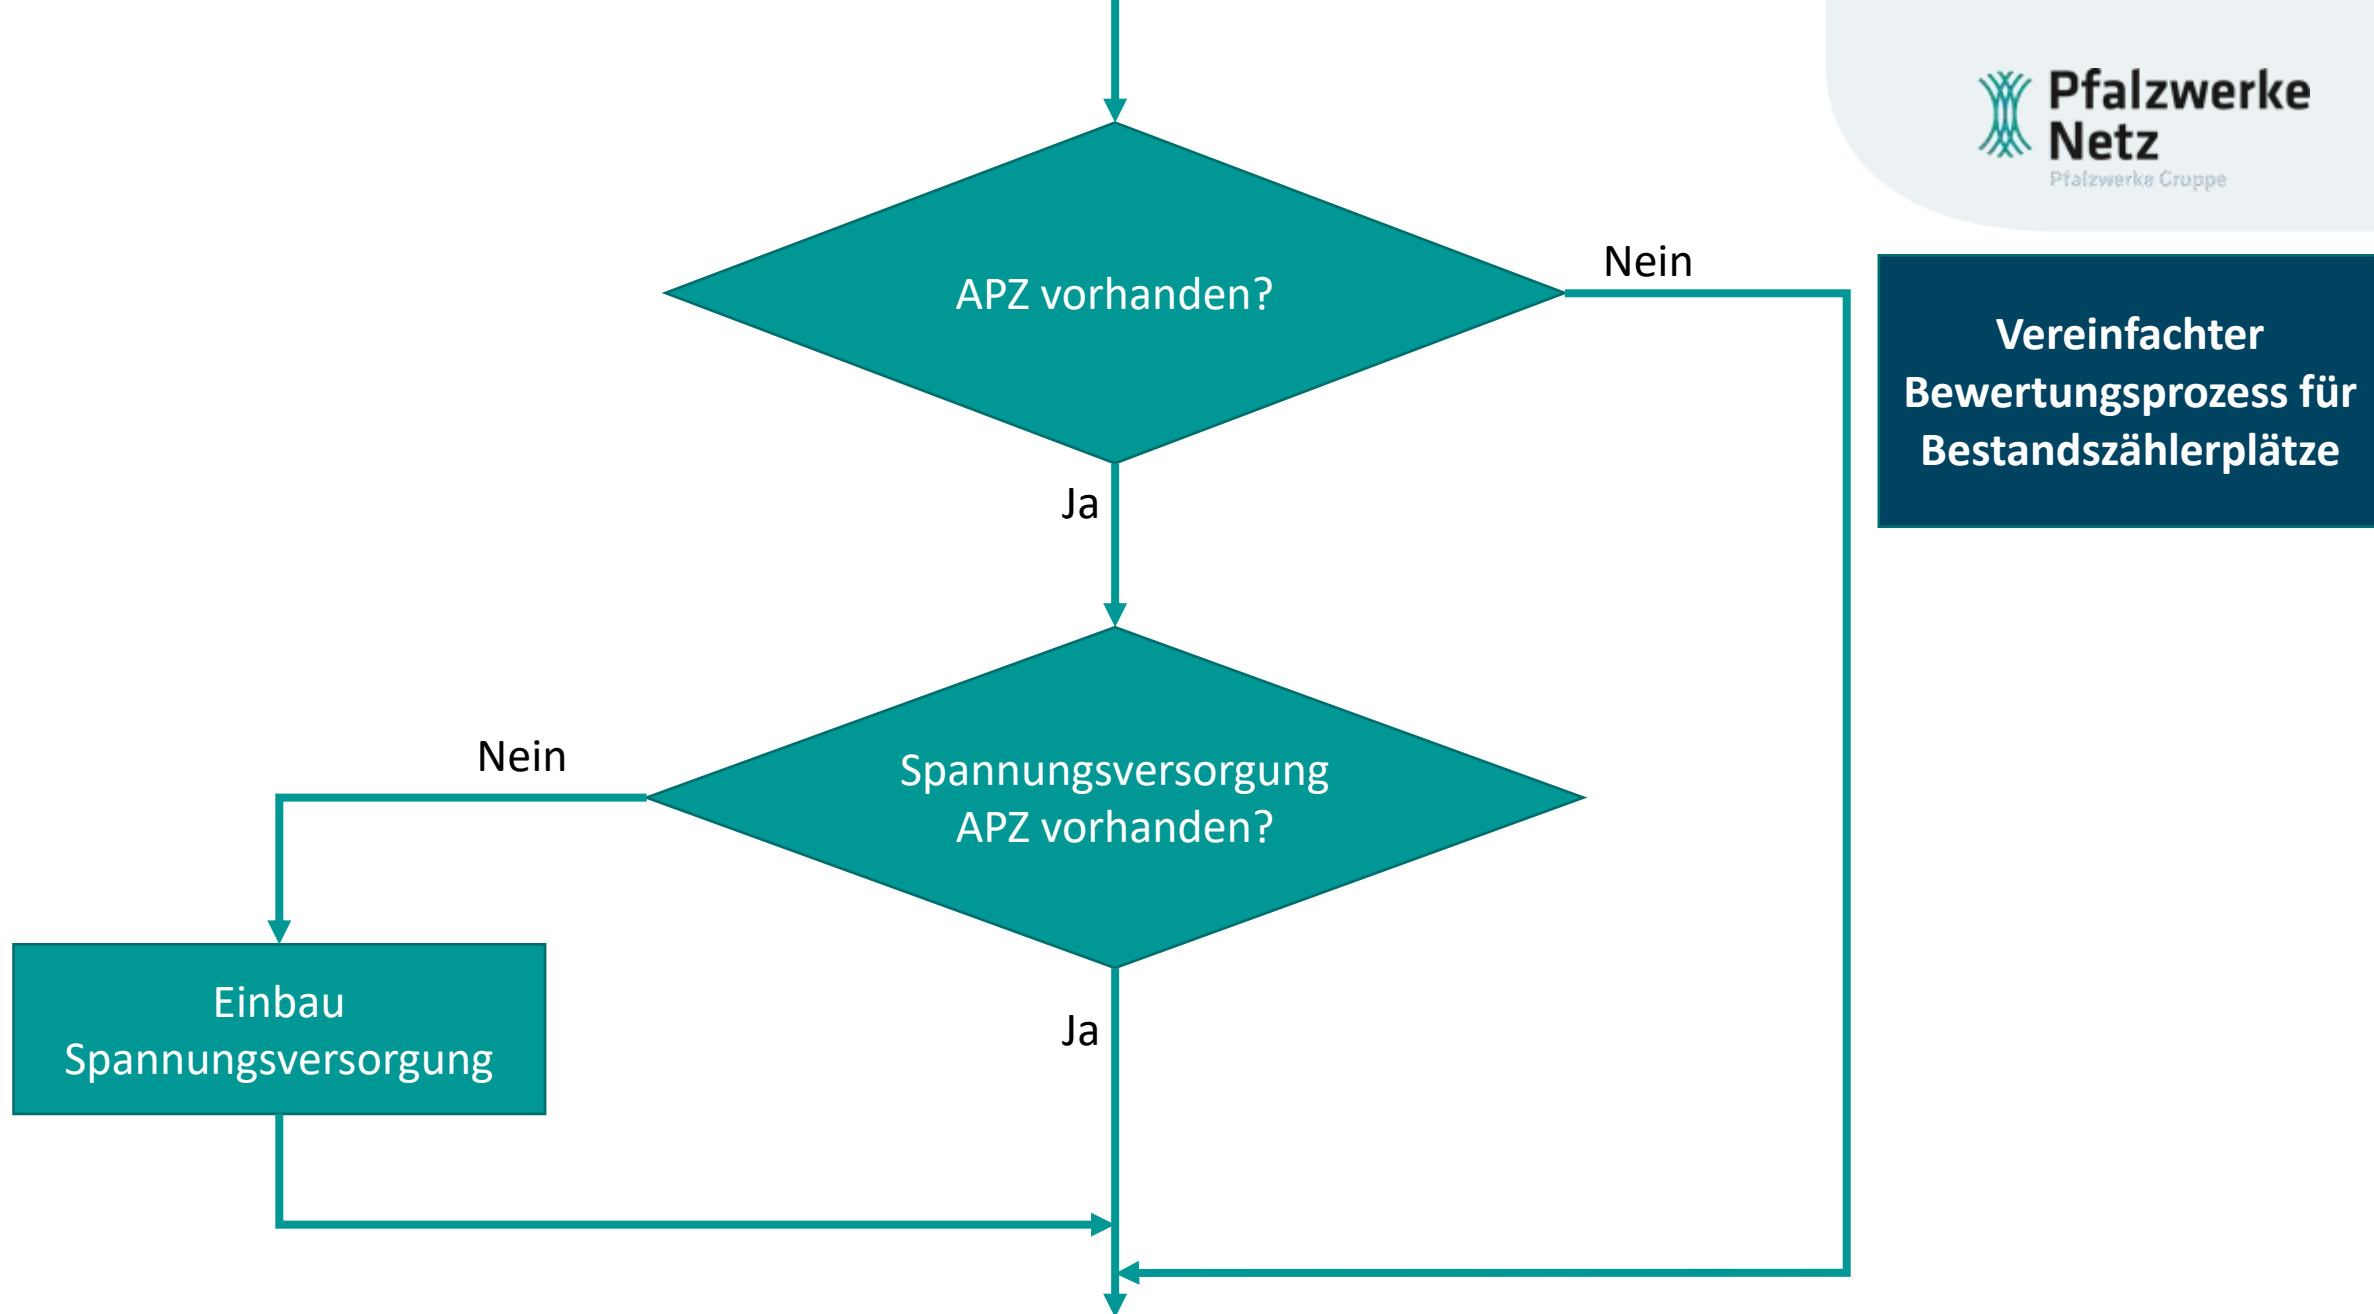 Pfalzwerke
Netz
Pfalzwerke Gruppe
APZ vorhanden?
Nein
Vereinfachter
Bewertungsprozess für
Bestandszählerplätze
Ja
Nein
Spannungsversorgung
APZ vorhanden?
Einbau
Spannungsversorgung
Ja